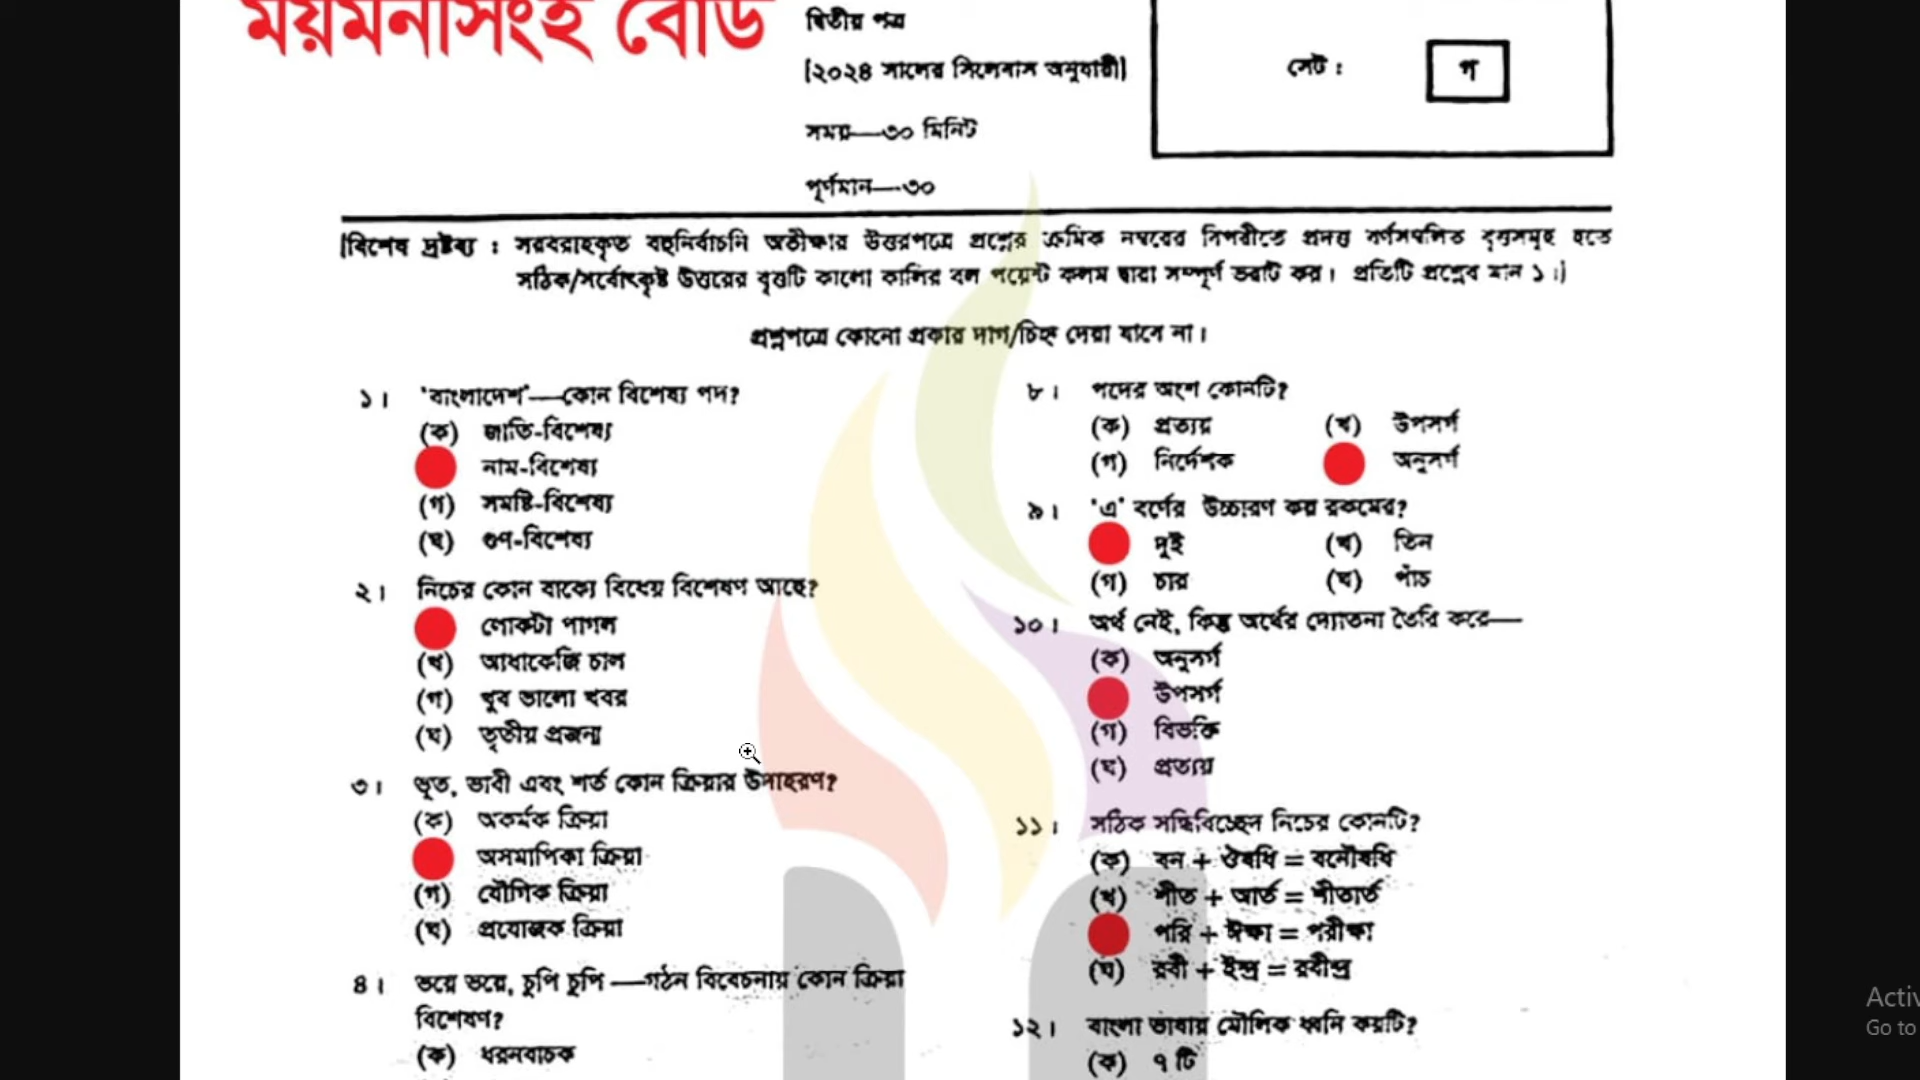 ময়মনসিংহ বোর্ড
দ্বিতীয় পত্র
[২০২৪ সালের সিলেবাস অনুযায়ী]
সময়—৩০ মিনিট
পূর্ণমান—৩০
সেট :
গ
[বিশেষ দ্রষ্টব্য : সরবরাহকৃত বহুনির্বাচনি অভীক্ষার উত্তরপত্রে প্রশ্নের ক্রমিক নম্বরের বিপরীতে প্রদত্ত বর্ণসম্বলিত বৃত্তসমূহ হতে
সঠিক/সর্বোৎকৃষ্ট উত্তরের বৃত্তটি কালো কালির বল পয়েন্ট কলম দ্বারা সম্পূর্ণ ভরাট কর। প্রতিটি প্রশ্নের মান ১।]
প্রশ্নপত্রে কোনো প্রকার দাগ/চিহ্ন দেয়া যাবে না।
১। 'বাংলাদেশ'—কোন বিশেষ্য পদ?
(ক) জাতি-বিশেষ্য
নাম-বিশেষ্য
(গ) সমষ্টি-বিশেষ্য
(ঘ) গুণ-বিশেষ্য
২। নিচের কোন বাক্যে বিধেয় বিশেষণ আছে?
লোকটা পাগল
(খ) আধাকেজি চাল
(গ) খুব ভালো খবর
(ঘ) তৃতীয় প্রজন্ম
৩। ভূত, ভাবী এবং শর্ত কোন ক্রিয়ার উদাহরণ?
(ক) অকর্মক ক্রিয়া
অসমাপিকা ক্রিয়া
(গ) যৌগিক ক্রিয়া
(ঘ) প্রযোজক ক্রিয়া
৪। ভয়ে ভয়ে, চুপি চুপি —গঠন বিবেচনায় কোন ক্রিয়া
বিশেষণ?
(ক) ধরনবাচক
৮। পদের অংশ কোনটি?
(ক) প্রত্যয় (খ) উপসর্গ
(গ) নির্দেশক অনুসর্গ
৯। 'এ' বর্ণের উচ্চারণ কয় রকমের?
দুই (খ) তিন
(গ) চার (ঘ) পাঁচ
১০। অর্থ নেই, কিন্তু অর্থের দ্যোতনা তৈরি করে—
(ক) অনুসর্গ
উপসর্গ
(গ) বিভক্তি
(ঘ) প্রত্যয়
১১। সঠিক সন্ধিবিচ্ছেদ নিচের কোনটি?
(ক) বন + ঔষধি = বনৌষধি
(খ) শীত + আর্ত = শীতার্ত
পরি + ঈক্ষা = পরীক্ষা
(ঘ) রবী + ইন্দ্র = রবীন্দ্র
১২। বাংলা ভাষায় মৌলিক ধ্বনি কয়টি?
(ক) ৭ টি
Activ
Go to